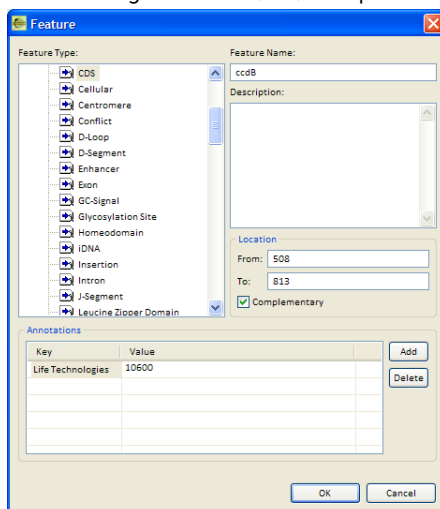 Feature
Feature Type:
CDS
Cellular
Centromere
Conflict
D-Loop
D-Segment
Enhancer
Exon
GC-Signal
Glycosylation Site
Homeodomain
iDNA
Insertion
Intron
J-Segment
Leucine Zipper Domain
Feature Name:
ccdB
Description:
Location
From: 508
To: 813
Complementary
Annotations
Key Value
Life Technologies 10600
Add
Delete
OK Cancel